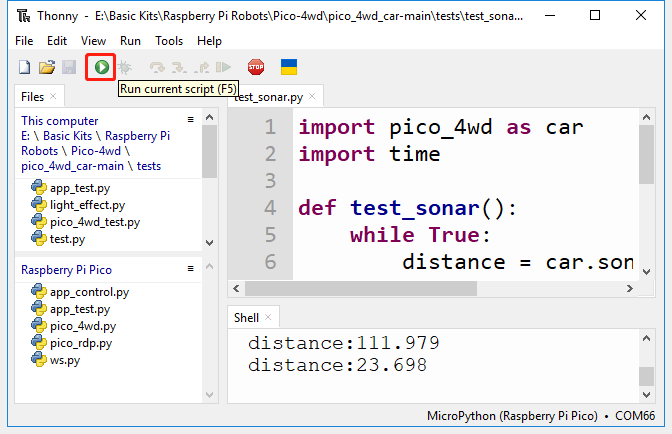 Thonny - E:\Basic Kits\Raspberry Pi Robots\Pico-4wd\pico_4wd_car-main\tests\test_sona...
File Edit View Run Tools Help
Run current script (F5)
Files
This computer
E: \ Basic Kits \ Raspberry Pi
Robots \ Pico-4wd \
pico_4wd_car-main \ tests
app_test.py
light_effect.py
pico_4wd_test.py
test.py
Raspberry Pi Pico
app_control.py
app_test.py
pico_4wd.py
pico_rdp.py
ws.py
test_sonar.py
1 import pico_4wd as car
2 import time
3
4 def test_sonar():
5 while True:
6 distance = car.son
Shell
distance:111.979
distance:23.698
MicroPython (Raspberry Pi Pico) • COM66